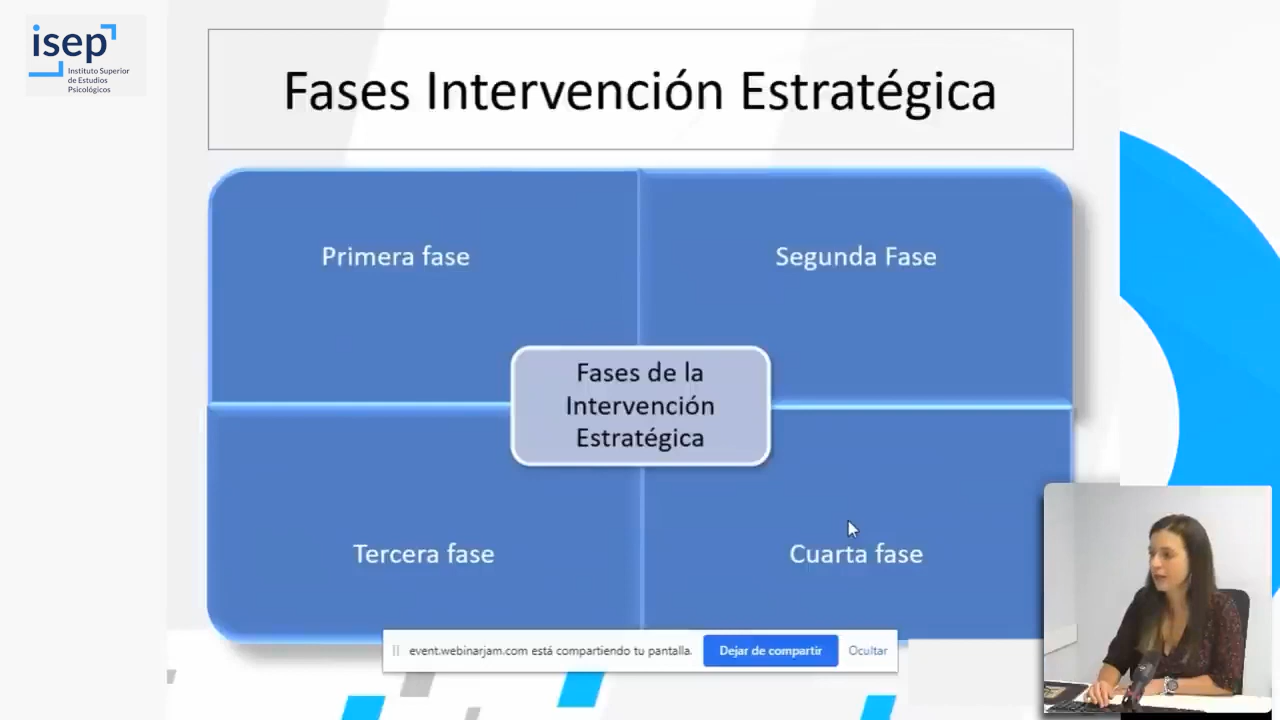 isep
Instituto Superior
de Estudios
Psicológicos
Fases Intervención Estratégica
Primera fase
Segunda Fase
Fases de la
Intervención
Estratégica
Tercera fase
Cuarta fase
event.webinarjam.com está compartiendo tu pantalla.
Dejar de compartir
Ocultar